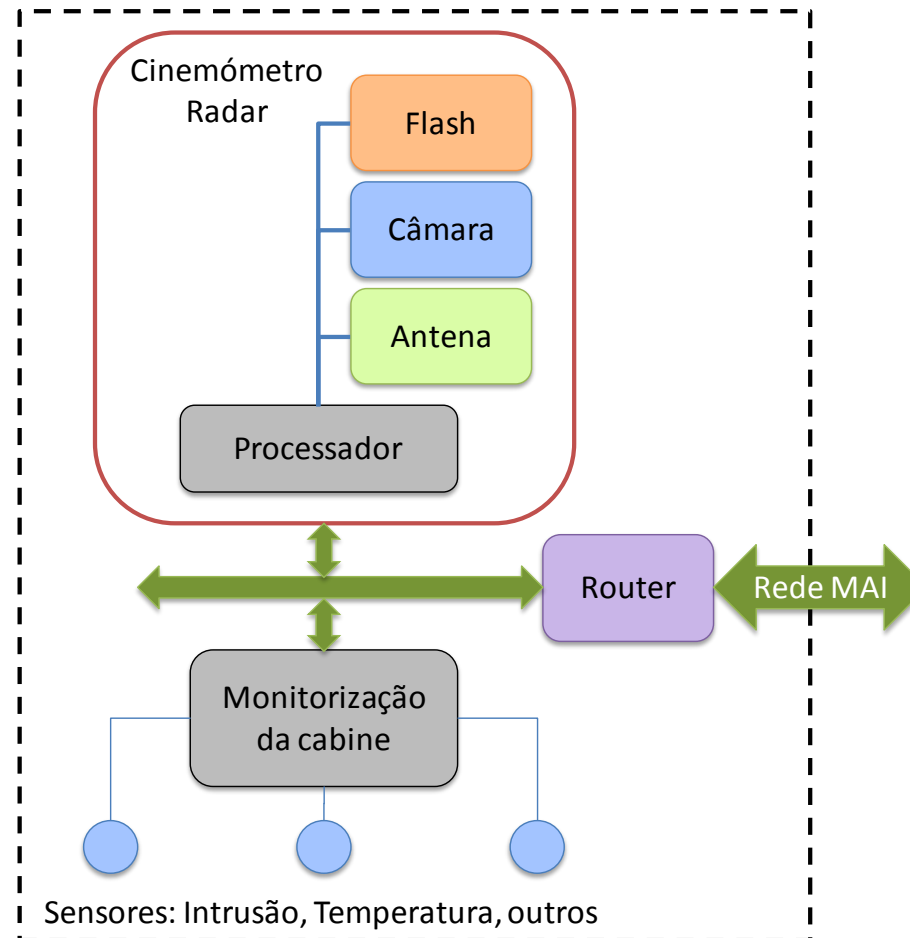 Cinemómetro
Radar
Flash
Câmara
Antena
Processador
Router
Rede MAI
Monitorização
da cabine
Sensores: Intrusão, Temperatura, outros